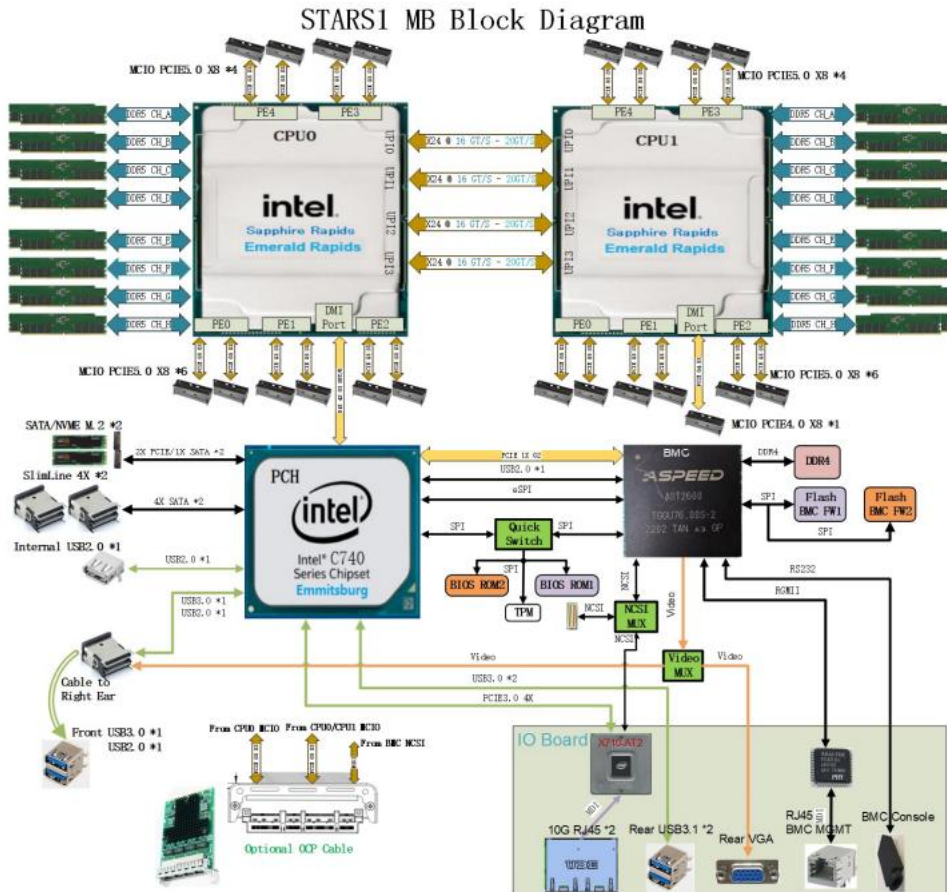 STARS1 MB Block Diagram
MCIO PCIE5.0 X8 *4
MCIO PCIE5.0 X8 *4
PE4
PE3
PE4
PE3
CPU0
CPU1
DDR5 CH_A
DDR5 CH_B
DDR5 CH_C
DDR5 CH_D
DDR5 CH_E
DDR5 CH_F
DDR5 CH_G
DDR5 CH_H
UPI0
UPI1
UPI2
UPI3
X24 @ 16 GT/S - 20GT/S
X24 @ 16 GT/S - 20GT/S
X24 @ 16 GT/S - 20GT/S
X24 @ 16 GT/S - 20GT/S
UPI0
UPI1
UPI2
UPI3
DDR5 CH_A
DDR5 CH_B
DDR5 CH_C
DDR5 CH_D
DDR5 CH_E
DDR5 CH_F
DDR5 CH_G
DDR5 CH_H
intel.
Sapphire Rapids
Emerald Rapids
intel.
Sapphire Rapids
Emerald Rapids
PE0
PE1
DMI
Port
PE2
PE0
PE1
DMI
Port
PE2
MCIO PCIE5.0 X8 *6
MCIO PCIE5.0 X8 *6
MCIO PCIE4.0 X8 *1
SATA/NVME M.2 *2
2X PCIE/1X SATA *2
SlimLine 4X *2
4X SATA *2
Internal USB2.0 *1
USB2.0 *1
USB3.0 *1
USB2.0 *1
PCH
intel
Intel® C740
Series Chipset
Emmitsburg
PCIE 1X G2
USB2.0 *1
eSPI
SPI
Quick
Switch
SPI
SPI
BIOS ROM2
BIOS ROM1
TPM
BMC
ASPEED
AST2600
DDR4
DDR4
SPI
Flash
BMC FW1
Flash
BMC FW2
SPI
RS232
RGMII
NCSI
NCSI
NCSI
MUX
NCSI
Video
Video
MUX
Video
Video
USB3.0 *2
PCIE3.0 4X
Cable to
Right Ear
Front USB3.0 *1
USB2.0 *1
From CPU0 MCIO
From CPU0/CPU1 MCIO
From BMC NCSI
Optional OCP Cable
IO Board
X710-AT2
MDI
10G RJ45 *2
Rear USB3.1 *2
Rear VGA
PHY
MDI
RJ45
BMC MGMT
BMC Console